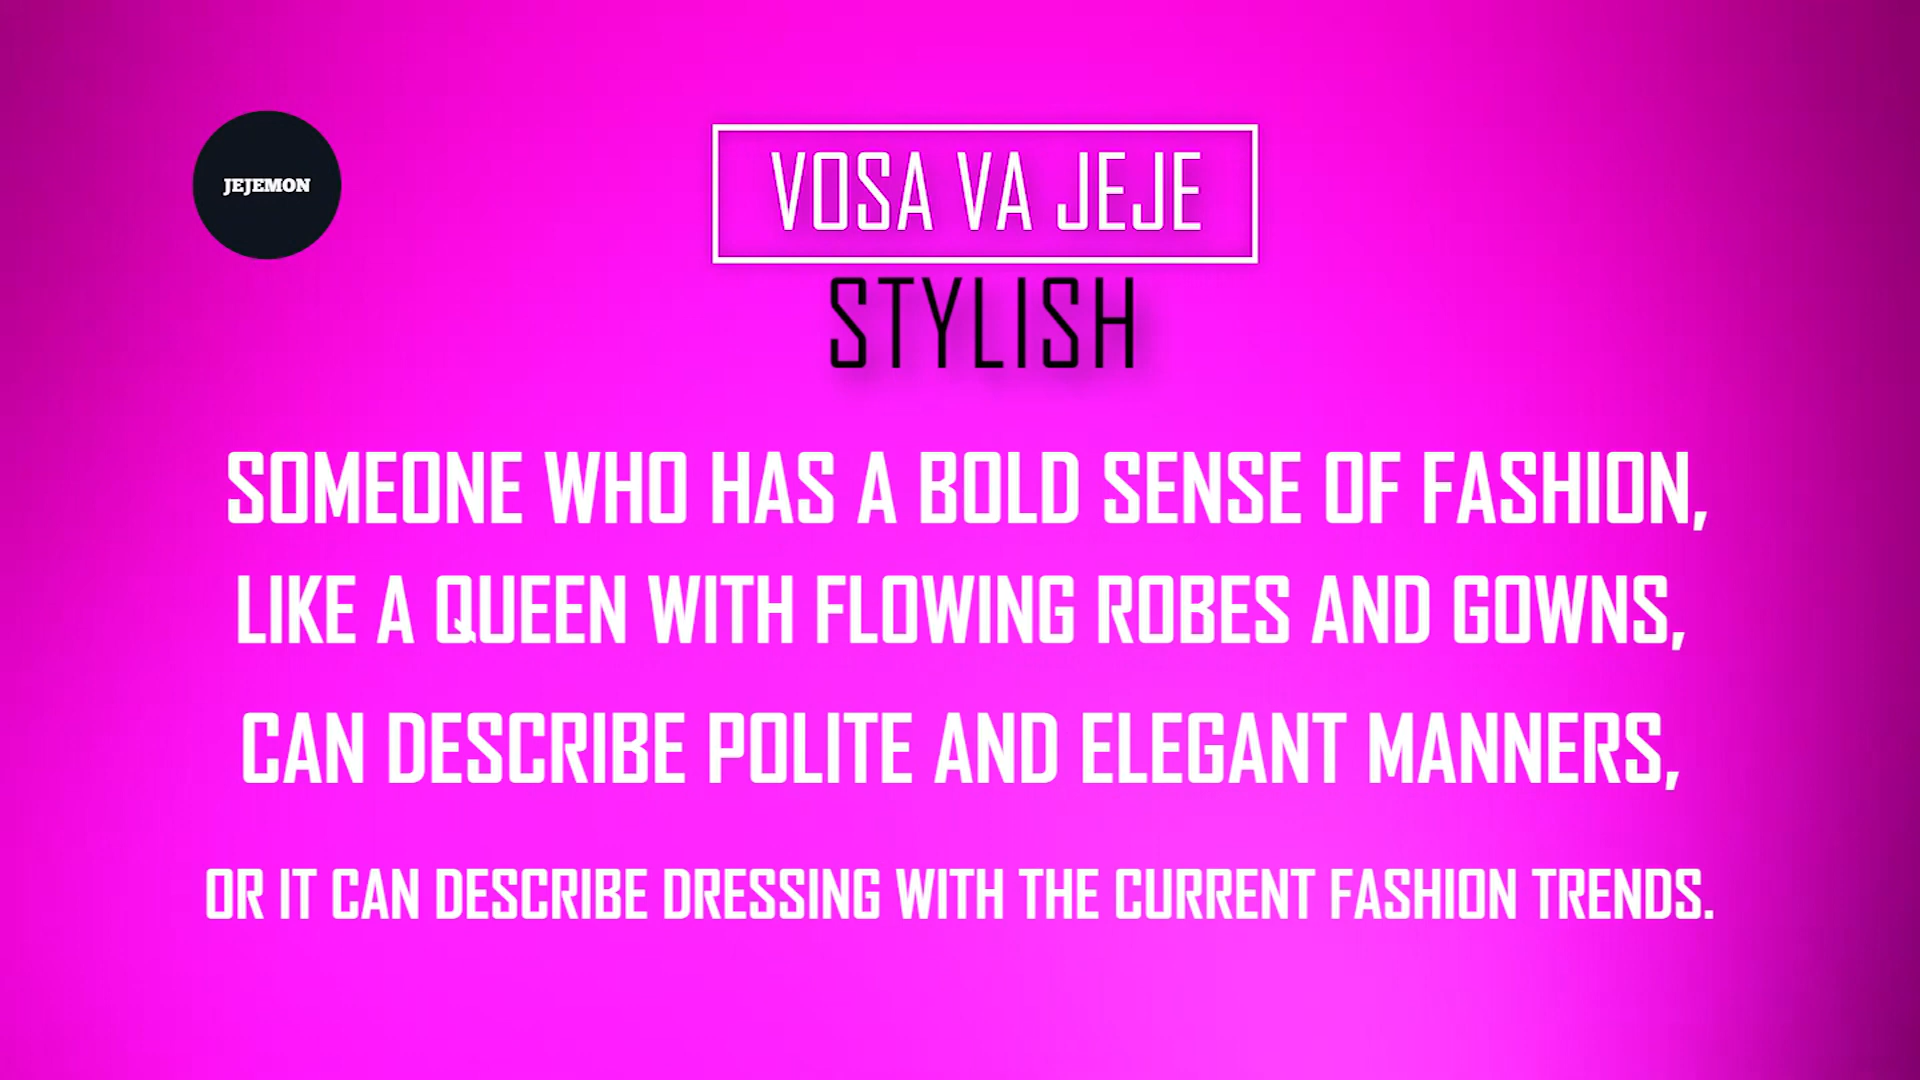 JEJEMON
VOSA VA JEJE
STYLISH
SOMEONE WHO HAS A BOLD SENSE OF FASHION,
LIKE A QUEEN WITH FLOWING ROBES AND GOWNS,
CAN DESCRIBE POLITE AND ELEGANT MANNERS,
OR IT CAN DESCRIBE DRESSING WITH THE CURRENT FASHION TRENDS.